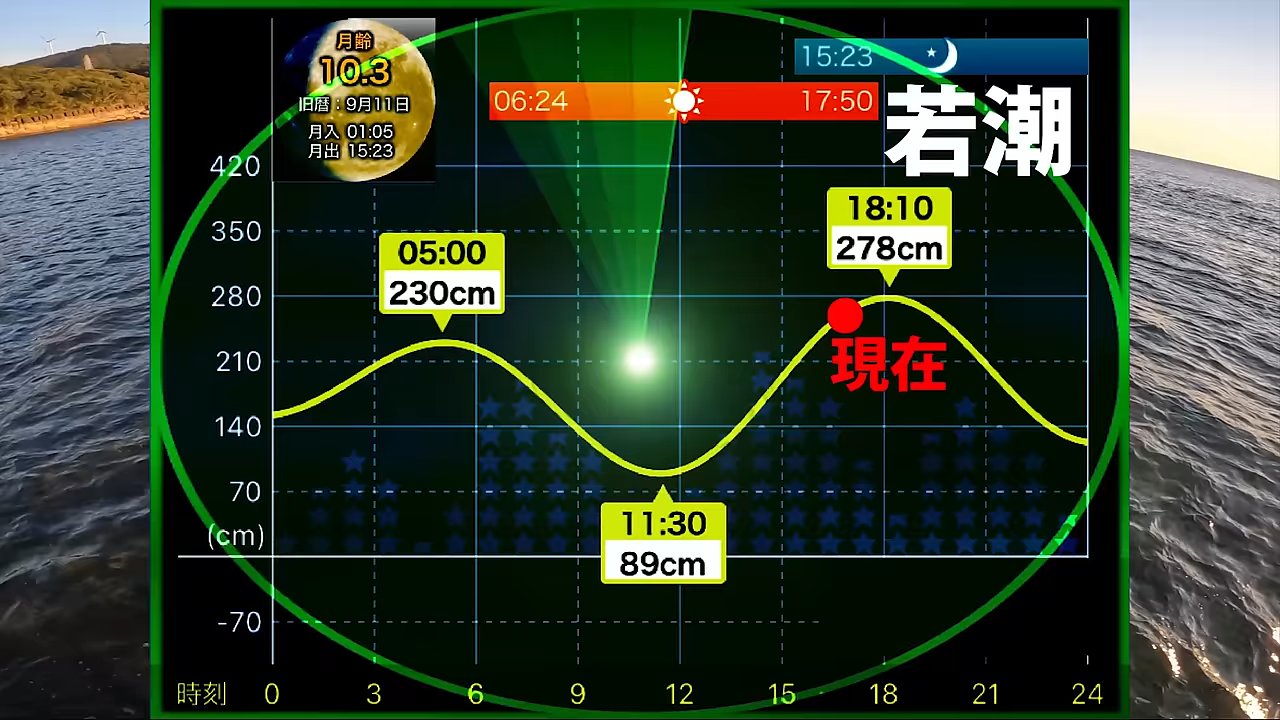 月齢
10.3
旧暦：9月11日
月入 01:05
月出 15:23
15:23
06:24
17:50
若潮
420
350
280
210
140
70
(cm)
-70
05:00
230cm
18:10
278cm
現在
11:30
89cm
時刻 0 3 6 9 12 15 18 21 24